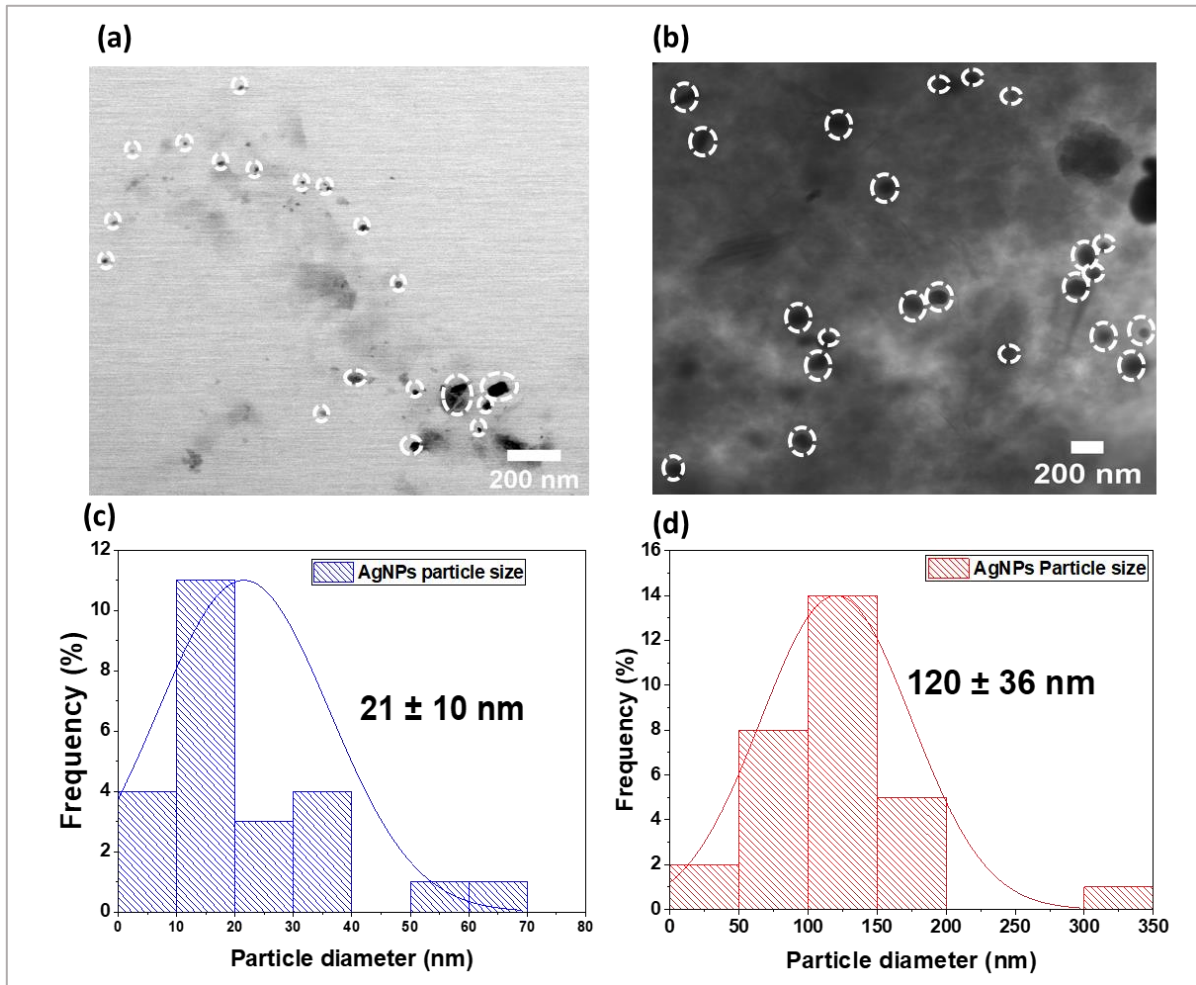 (a)
(b)
200 nm
200 nm
(c)
(d)
12
10
8
6
4
2
0
AgNPs particle size
21 ± 10 nm
Frequency (%)
0 10 20 30 40 50 60 70 80
Particle diameter (nm)
16
14
12
10
8
6
4
2
0
AgNPs Particle size
120 ± 36 nm
Frequency (%)
0 50 100 150 200 250 300 350
Particle diameter (nm)